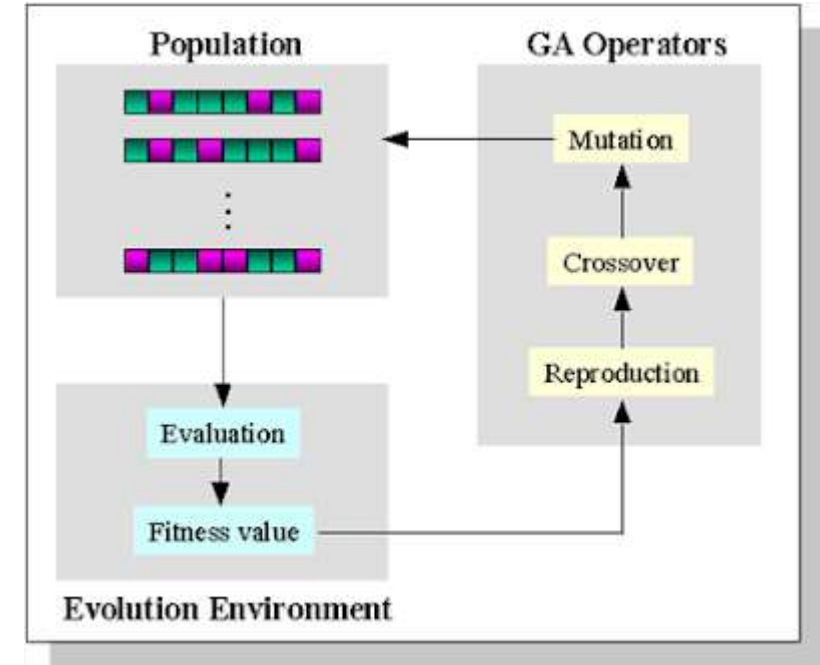 Population
GA Operators
Mutation
Crossover
Reproduction
Evaluation
Fitness value
Evolution Environment